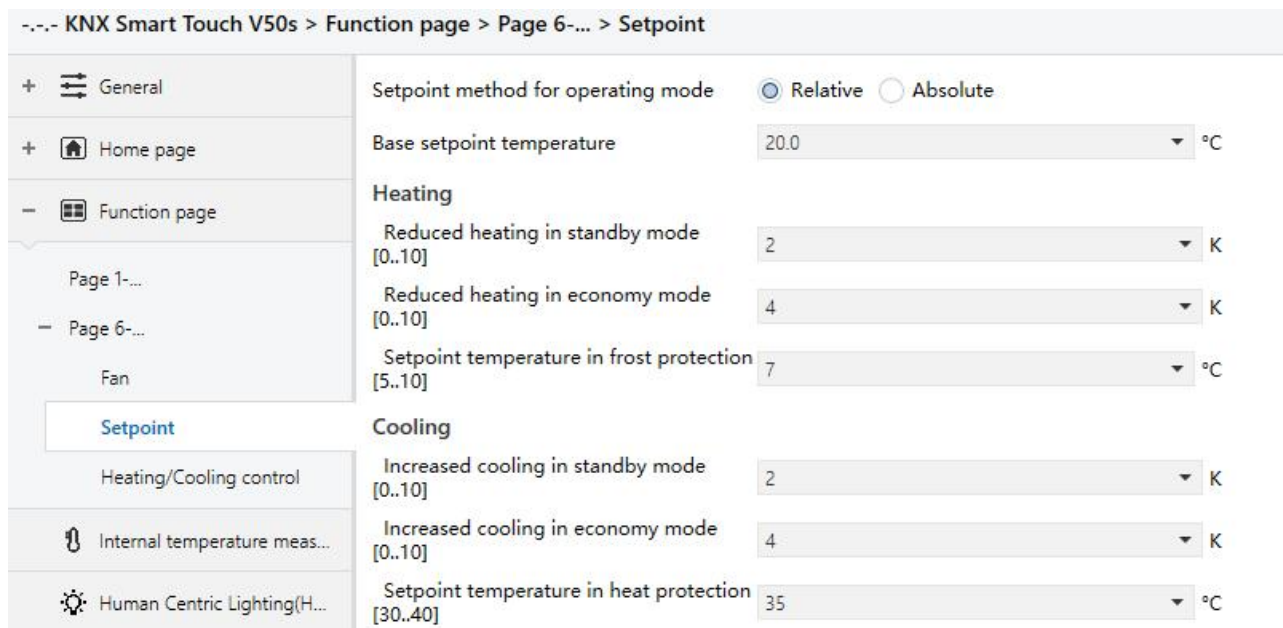 -.-.- KNX Smart Touch V50s > Function page > Page 6-... > Setpoint
+ General
+ Home page
− Function page
Page 1-...
− Page 6-...
Fan
Setpoint
Heating/Cooling control
Internal temperature meas...
Human Centric Lighting(H...
Setpoint method for operating mode Relative Absolute
Base setpoint temperature 20.0 °C
Heating
Reduced heating in standby mode
[0..10] 2 K
Reduced heating in economy mode
[0..10] 4 K
Setpoint temperature in frost protection
[5..10] 7 °C
Cooling
Increased cooling in standby mode
[0..10] 2 K
Increased cooling in economy mode
[0..10] 4 K
Setpoint temperature in heat protection
[30..40] 35 °C